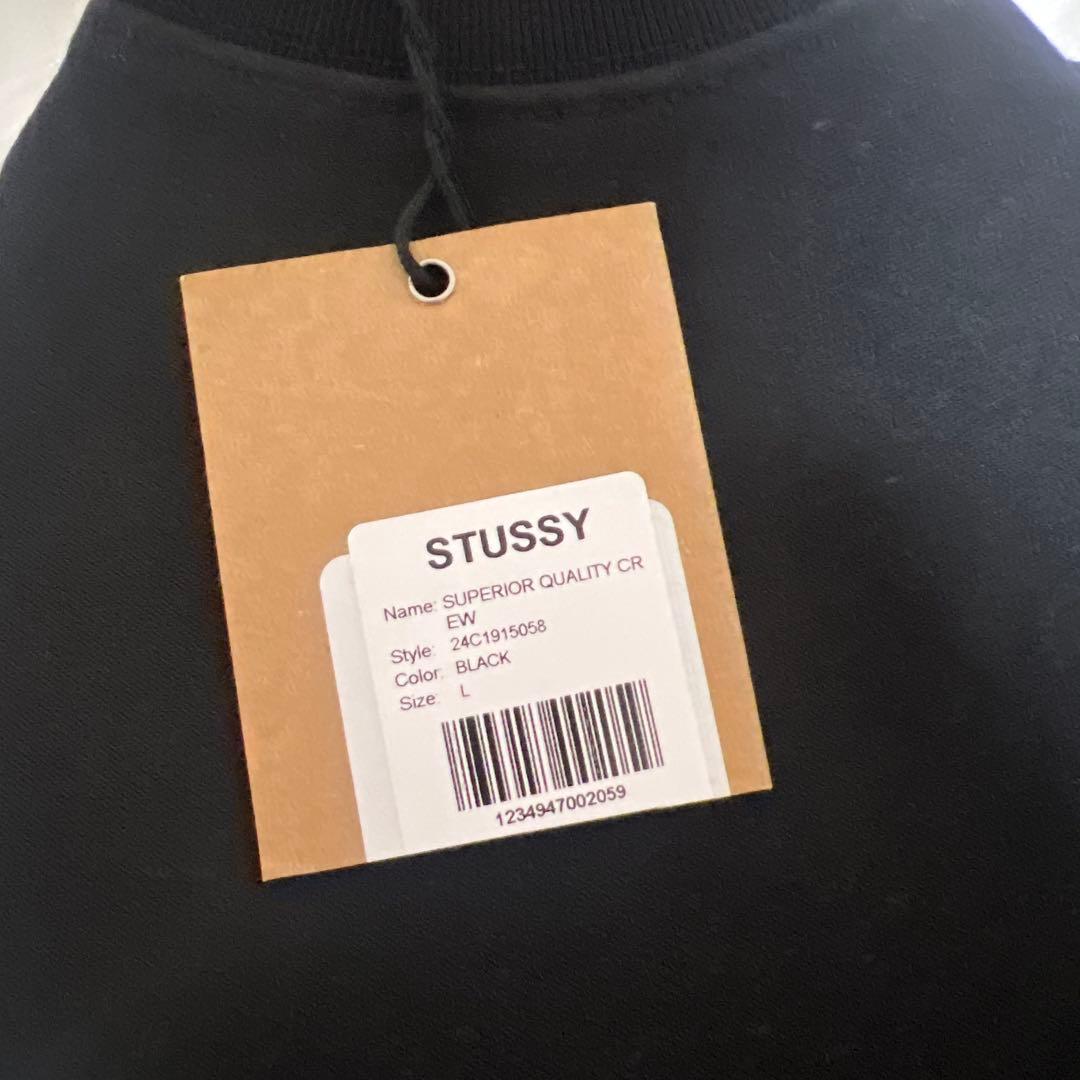 STUSSY
Name: SUPERIOR QUALITY CR
EW
Style: 24C1915058
Color: BLACK
Size: L
1234947002059